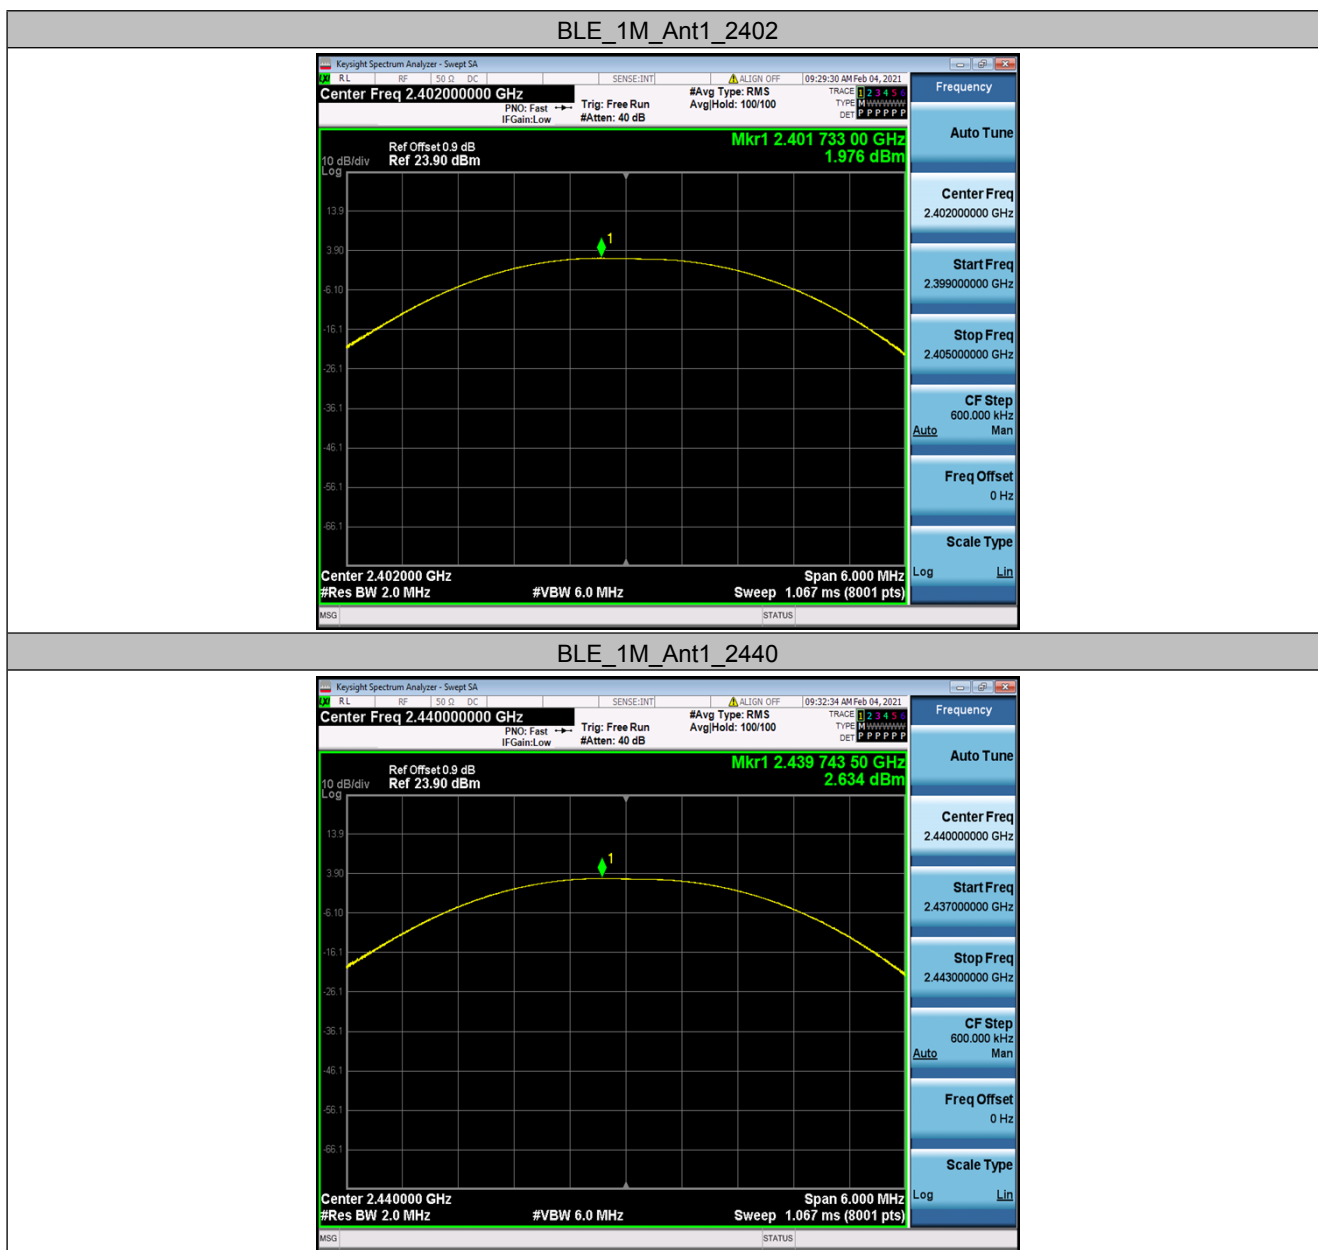 BLE_1M_Ant1_2402
Keysight Spectrum Analyzer - Swept SA
RL RF 50 Ω DC SENSE:INT ALIGN OFF 09:29:30 AM Feb 04, 2021
Center Freq 2.402000000 GHz
PNO: Fast
IFGain:Low
Trig: Free Run
#Atten: 40 dB
#Avg Type: RMS
Avg|Hold: 100/100
TRACE 1 2 3 4 5 6
TYPE M
DET P P P P P P
Frequency
Mkr1 2.401 733 00 GHz
1.976 dBm
Ref Offset 0.9 dB
10 dB/div Ref 23.90 dBm
Log
13.9
3.90
-6.10
-16.1
-26.1
-36.1
-46.1
-56.1
-66.1
1
Center 2.402000 GHz Span 6.000 MHz
#Res BW 2.0 MHz #VBW 6.0 MHz Sweep 1.067 ms (8001 pts)
MSG STATUS
Auto Tune
Center Freq
2.402000000 GHz
Start Freq
2.399000000 GHz
Stop Freq
2.405000000 GHz
CF Step
600.000 kHz
Auto Man
Freq Offset
0 Hz
Scale Type
Log Lin
BLE_1M_Ant1_2440
Keysight Spectrum Analyzer - Swept SA
RL RF 50 Ω DC SENSE:INT ALIGN OFF 09:32:34 AM Feb 04, 2021
Center Freq 2.440000000 GHz
PNO: Fast
IFGain:Low
Trig: Free Run
#Atten: 40 dB
#Avg Type: RMS
Avg|Hold: 100/100
TRACE 1 2 3 4 5 6
TYPE M
DET P P P P P P
Frequency
Mkr1 2.439 743 50 GHz
2.634 dBm
Ref Offset 0.9 dB
10 dB/div Ref 23.90 dBm
Log
13.9
3.90
-6.10
-16.1
-26.1
-36.1
-46.1
-56.1
-66.1
1
Center 2.440000 GHz Span 6.000 MHz
#Res BW 2.0 MHz #VBW 6.0 MHz Sweep 1.067 ms (8001 pts)
MSG STATUS
Auto Tune
Center Freq
2.440000000 GHz
Start Freq
2.437000000 GHz
Stop Freq
2.443000000 GHz
CF Step
600.000 kHz
Auto Man
Freq Offset
0 Hz
Scale Type
Log Lin